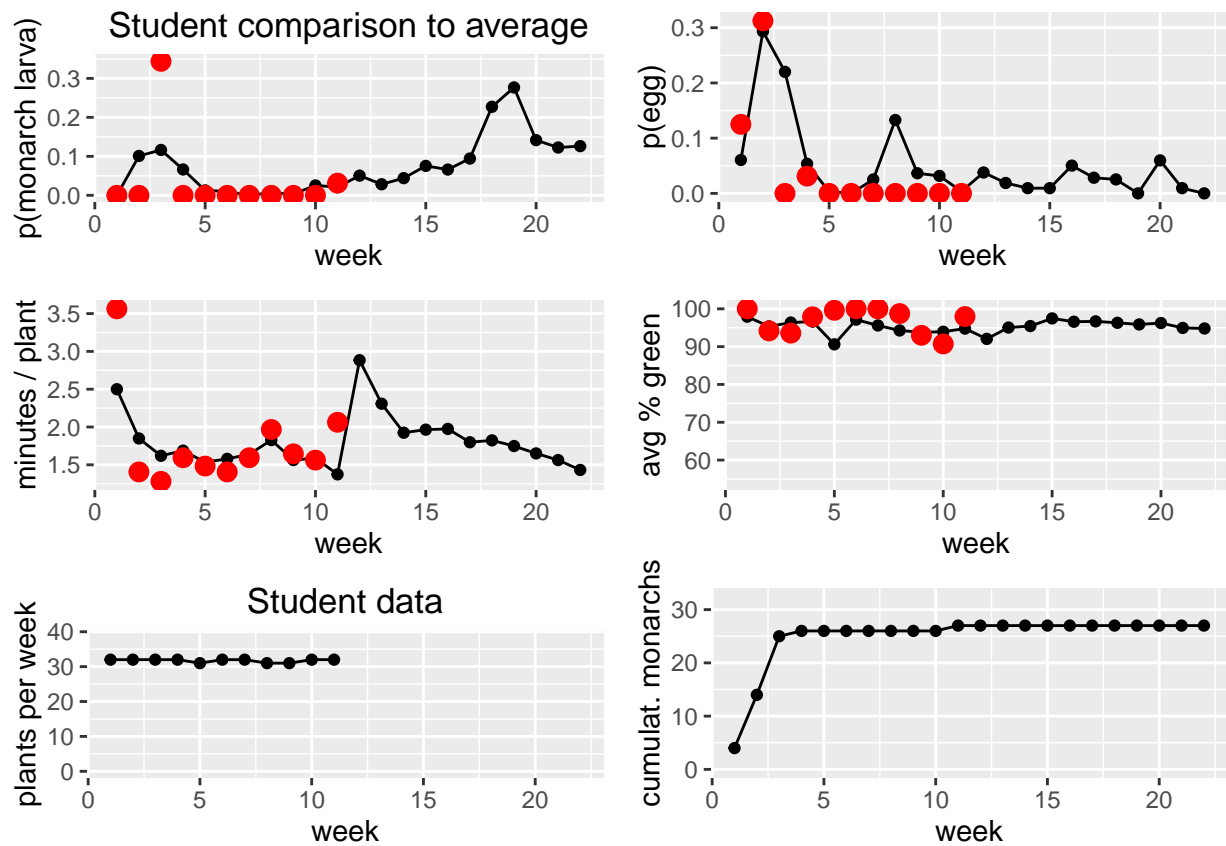 Student comparison to average
p(monarch larva)
0.3
0.2
0.1
0.0
0 5 10 15 20
week
p(egg)
0.3
0.2
0.1
0.0
0 5 10 15 20
week
minutes / plant
3.5
3.0
2.5
2.0
1.5
0 5 10 15 20
week
avg % green
100
90
80
70
60
0 5 10 15 20
week
Student data
plants per week
40
30
20
10
0
0 5 10 15 20
week
cumulat. monarchs
30
20
10
0
0 5 10 15 20
week